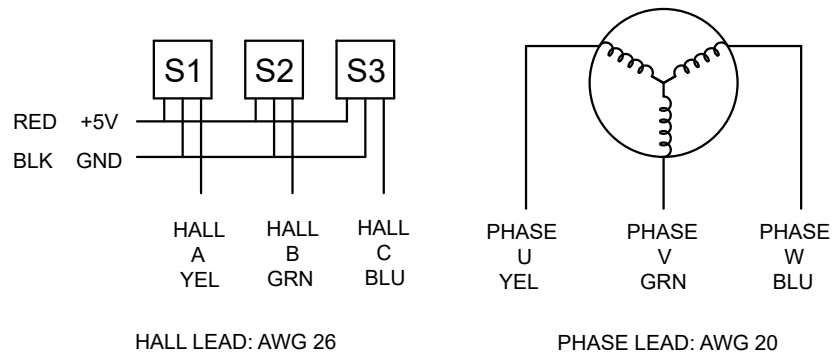 S1 S2 S3
RED +5V
BLK GND
HALL A YEL
HALL B GRN
HALL C BLU
HALL LEAD: AWG 26
PHASE U YEL
PHASE V GRN
PHASE W BLU
PHASE LEAD: AWG 20